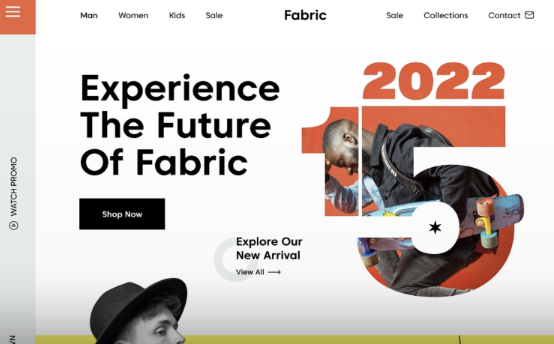 Man Women Kids Sale Fabric Sale Collections Contact
2022
15
Experience
The Future
Of Fabric
Shop Now
WATCH PROMO
Explore Our
New Arrival
View All